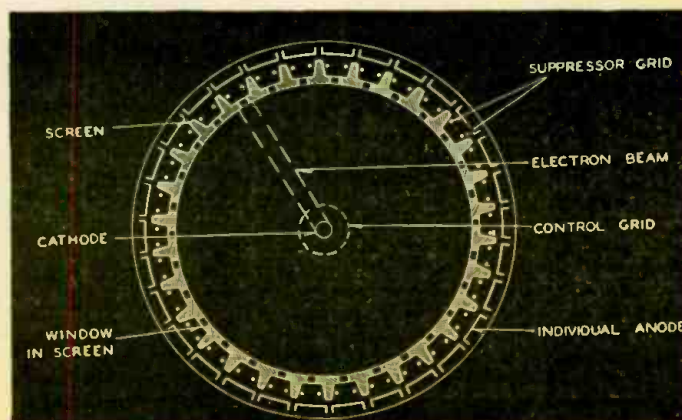 SUPPRESSOR GRID
SCREEN
ELECTRON BEAM
CATHODE
CONTROL GRID
WINDOW
IN SCREEN
INDIVIDUAL ANODE